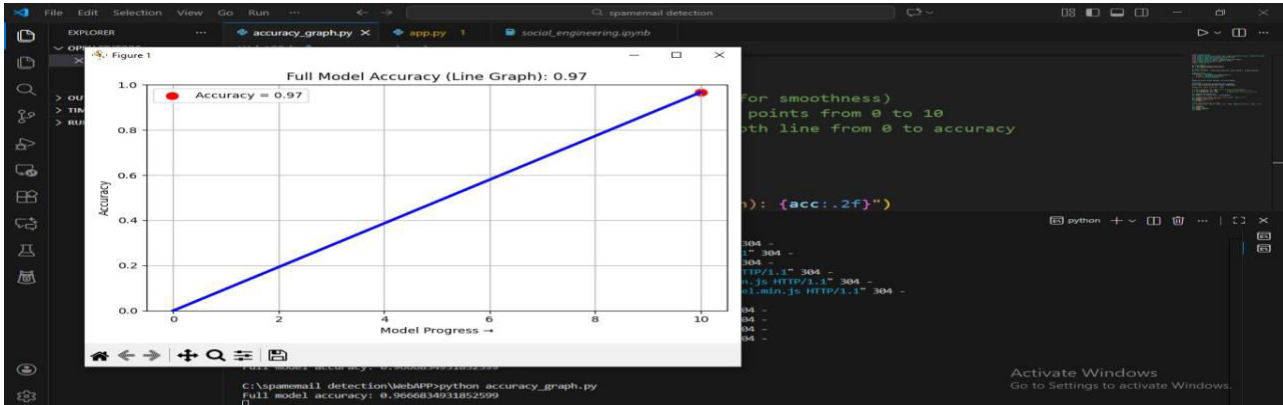 File Edit Selection View Go Run ··· spamemail detection
EXPLORER ··· accuracy_graph.py app.py 1 social_engineering.ipynb
Figure 1
Full Model Accuracy (Line Graph): 0.97
Accuracy = 0.97
1.0
0.8
0.6
0.4
0.2
0.0
Accuracy
0 2 4 6 8 10
Model Progress →
for smoothness)
points from 0 to 10
oth line from 0 to accuracy
): {acc:.2f}")
python
304 -
1" 304 -
304 -
TTP/1.1" 304 -
n.js HTTP/1.1" 304 -
el.min.js HTTP/1.1" 304 -
304 -
04 -
304 -
04 -
C:\spamemail detection\WebAPP>python accuracy_graph.py
Full model accuracy: 0.9666834931852599
Activate Windows
Go to Settings to activate Windows.